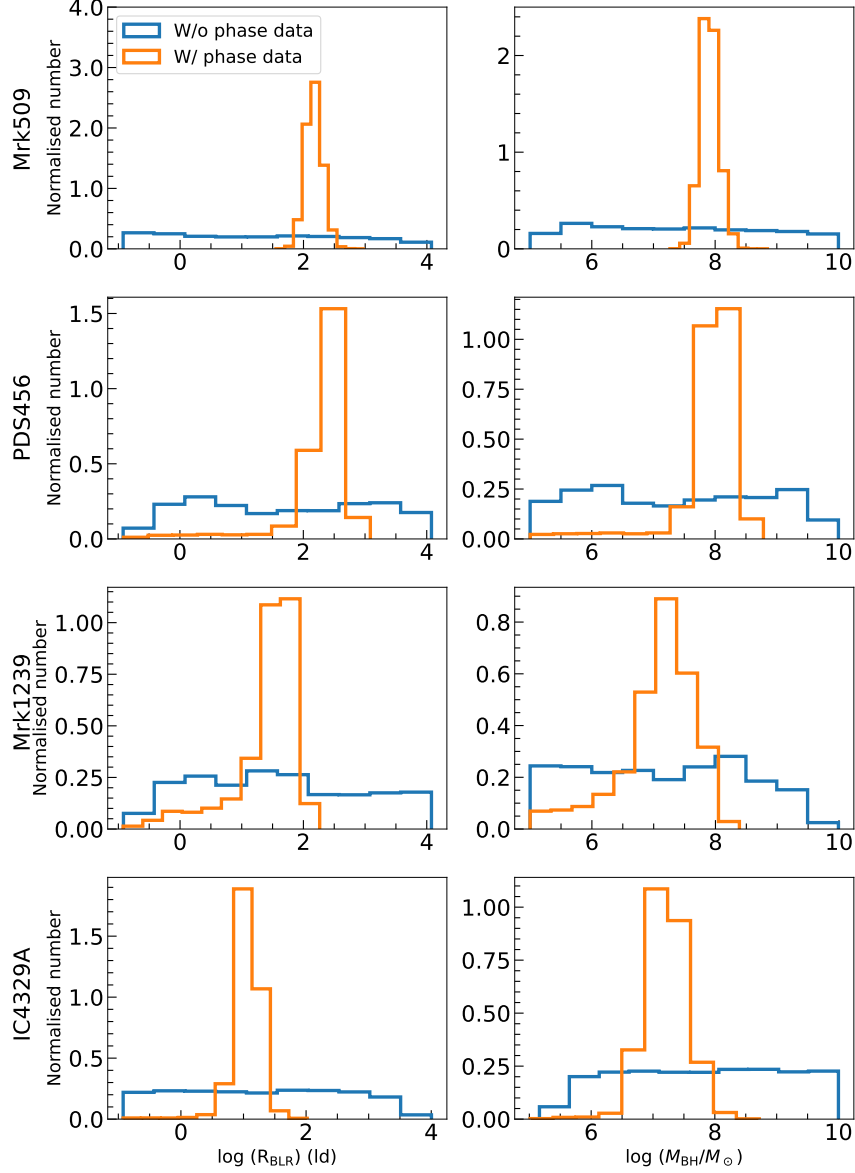 W/o phase data
W/ phase data
Mrk509
Normalised number
4.0
3.0
2.0
1.0
0.0
0 2 4
2
1
0
6 8 10
PDS456
Normalised number
1.5
1.0
0.5
0.0
0 2 4
1.00
0.75
0.50
0.25
0.00
6 8 10
Mrk1239
Normalised number
1.00
0.75
0.50
0.25
0.00
0 2 4
0.8
0.6
0.4
0.2
0.0
6 8 10
IC4329A
Normalised number
1.5
1.0
0.5
0.0
0 2 4
log (R_BLR) (ld)
1.00
0.75
0.50
0.25
0.00
6 8 10
log (M_BH/M_⊙)